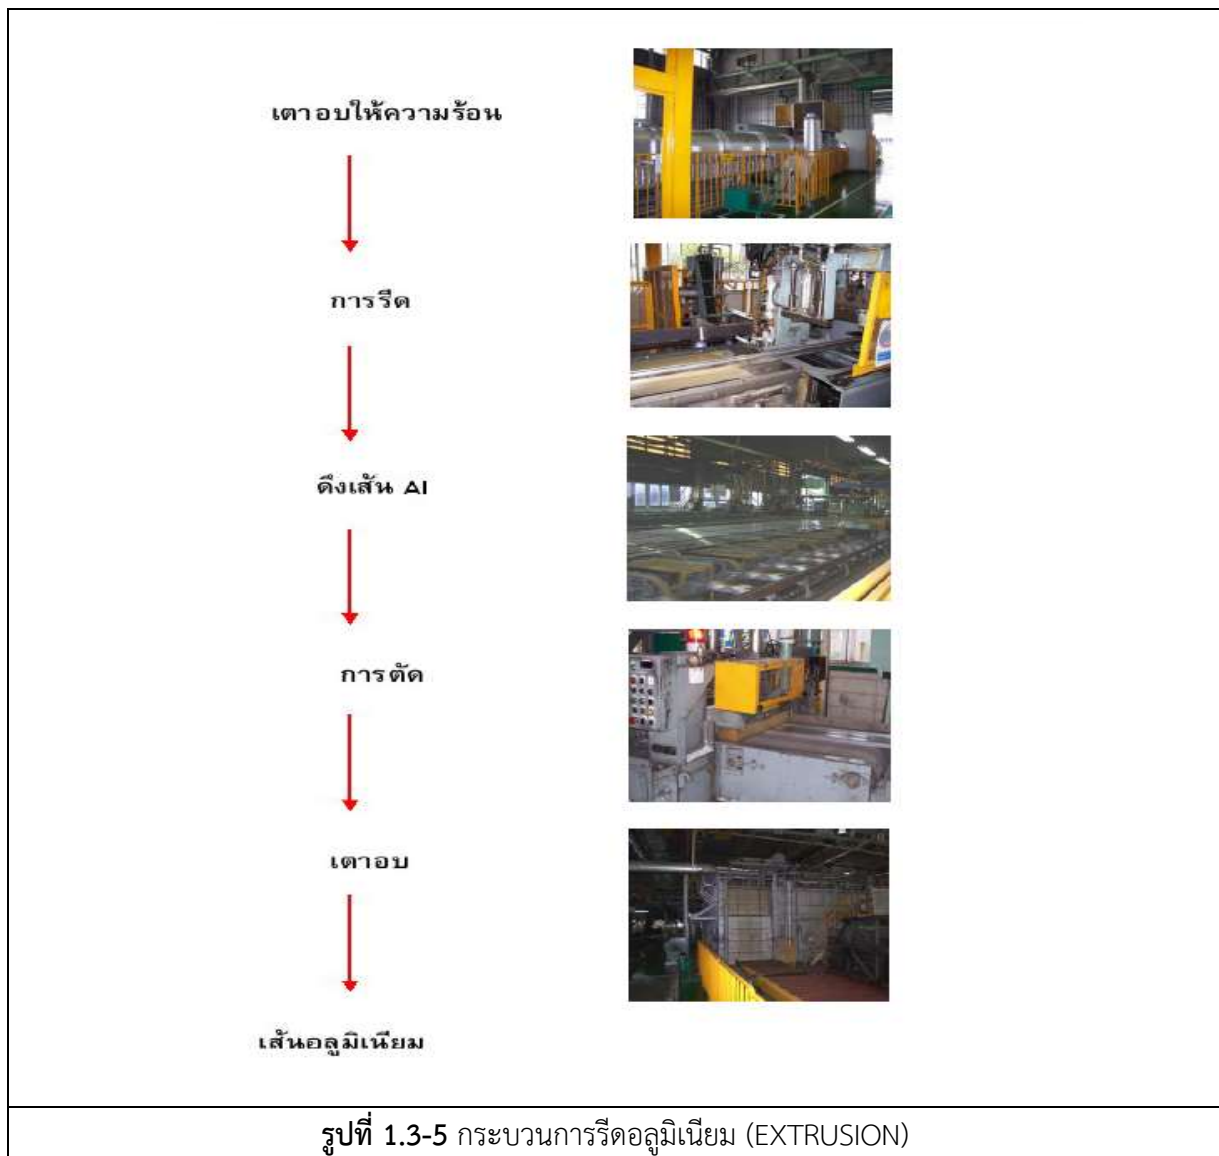 เตาอบให้ความร้อน
การรีด
ดึงเส้น Al
การตัด
เตาอบ
เส้นอลูมิเนียม
รูปที่ 1.3-5 กระบวนการรีดอลูมิเนียม (EXTRUSION)